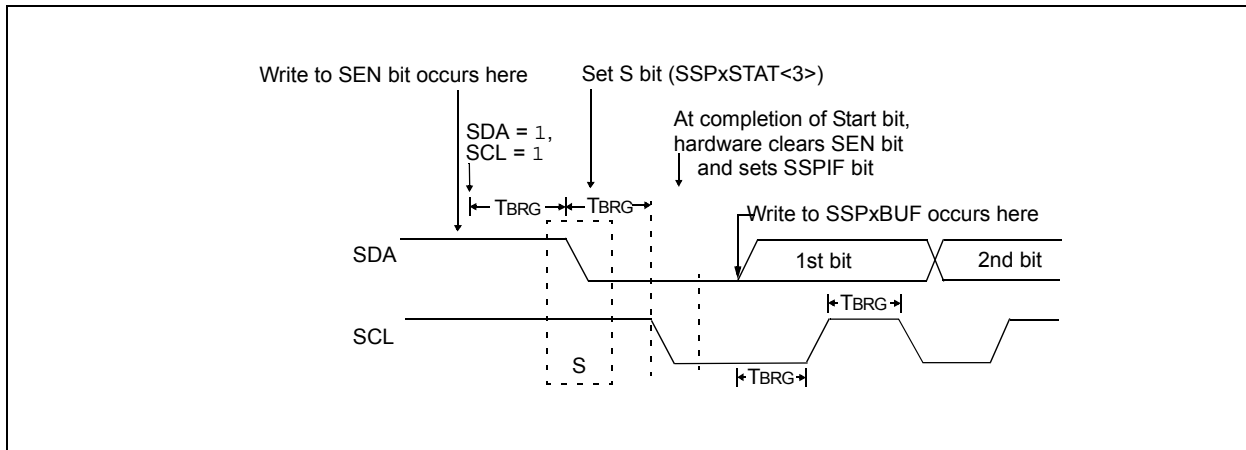 Write to SEN bit occurs here
Set S bit (SSPxSTAT<3>)
SDA = 1,
SCL = 1
At completion of Start bit,
hardware clears SEN bit
and sets SSPIF bit
TBRG
TBRG
Write to SSPxBUF occurs here
SDA
1st bit
2nd bit
TBRG
SCL
S
TBRG